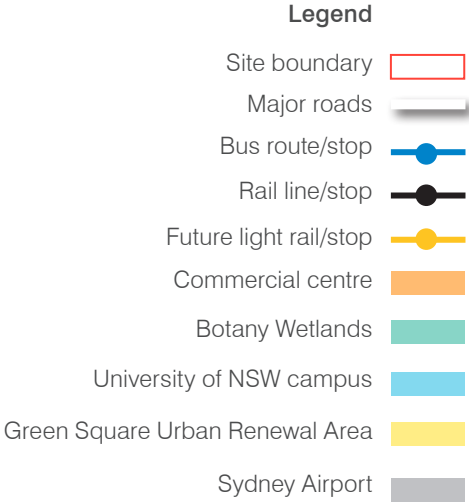 Legend
Site boundary
Major roads
Bus route/stop
Rail line/stop
Future light rail/stop
Commercial centre
Botany Wetlands
University of NSW campus
Green Square Urban Renewal Area
Sydney Airport